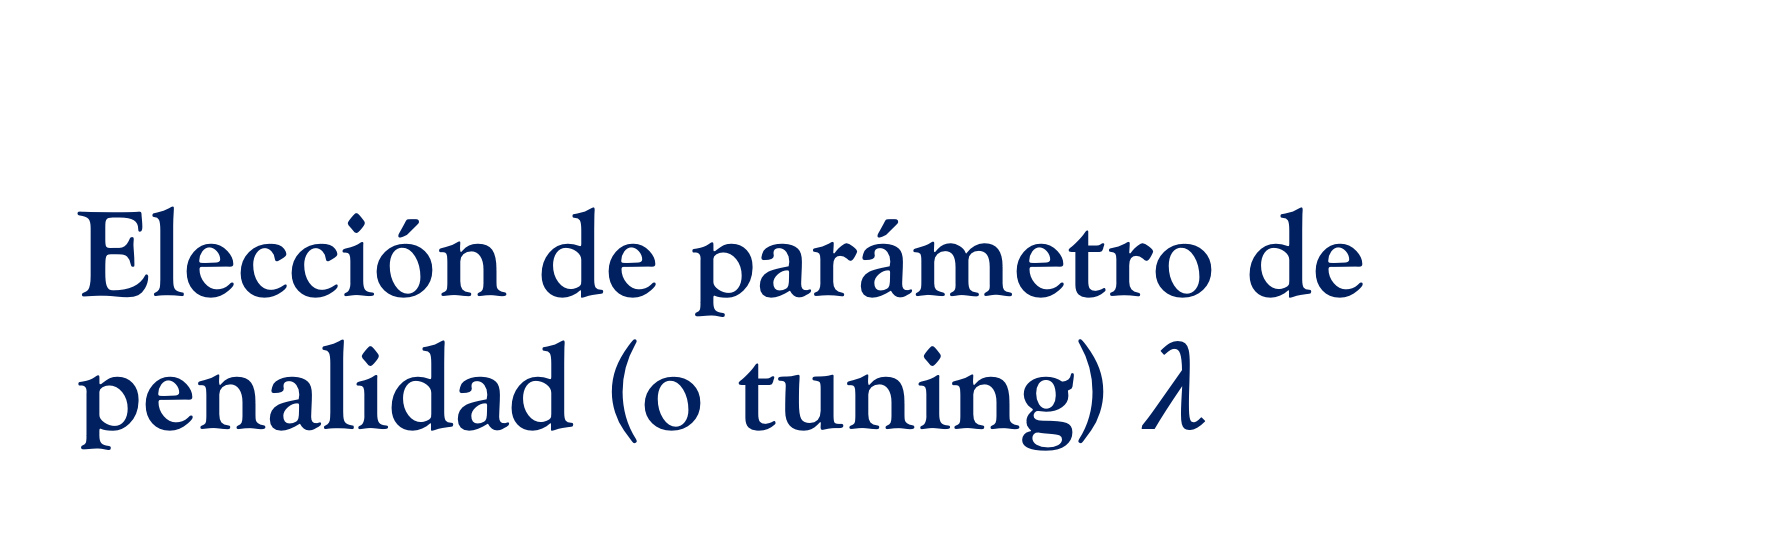 Elección de parámetro de
penalidad (o tuning) λ